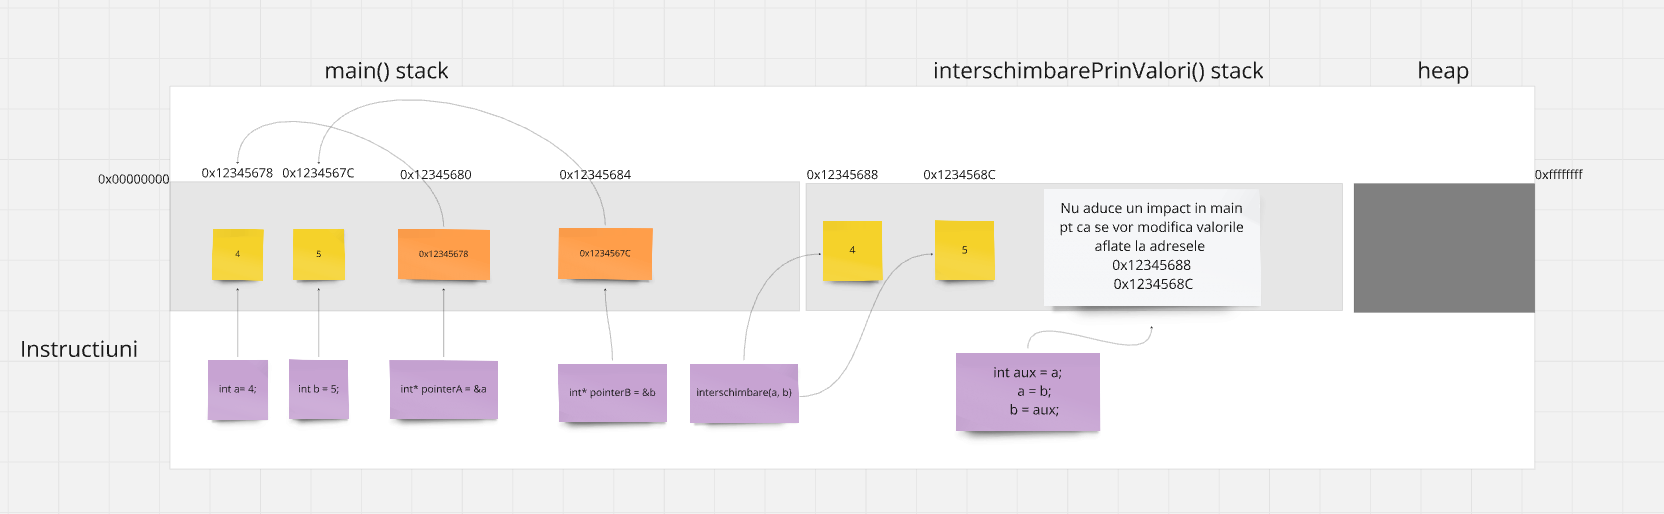 main() stack
interschimbarePrinValori() stack
heap
0x00000000
0x12345678
0x1234567C
0x12345680
0x12345684
0x12345688
0x1234568C
0xffffffff
4
5
0x12345678
0x1234567C
4
5
Nu aduce un impact in main
pt ca se vor modifica valorile
aflate la adresele
0x12345688
0x1234568C
Instructiuni
int a= 4;
int b = 5;
int* pointerA = &a
int* pointerB = &b
interschimbare(a, b)
int aux = a;
a = b;
b = aux;